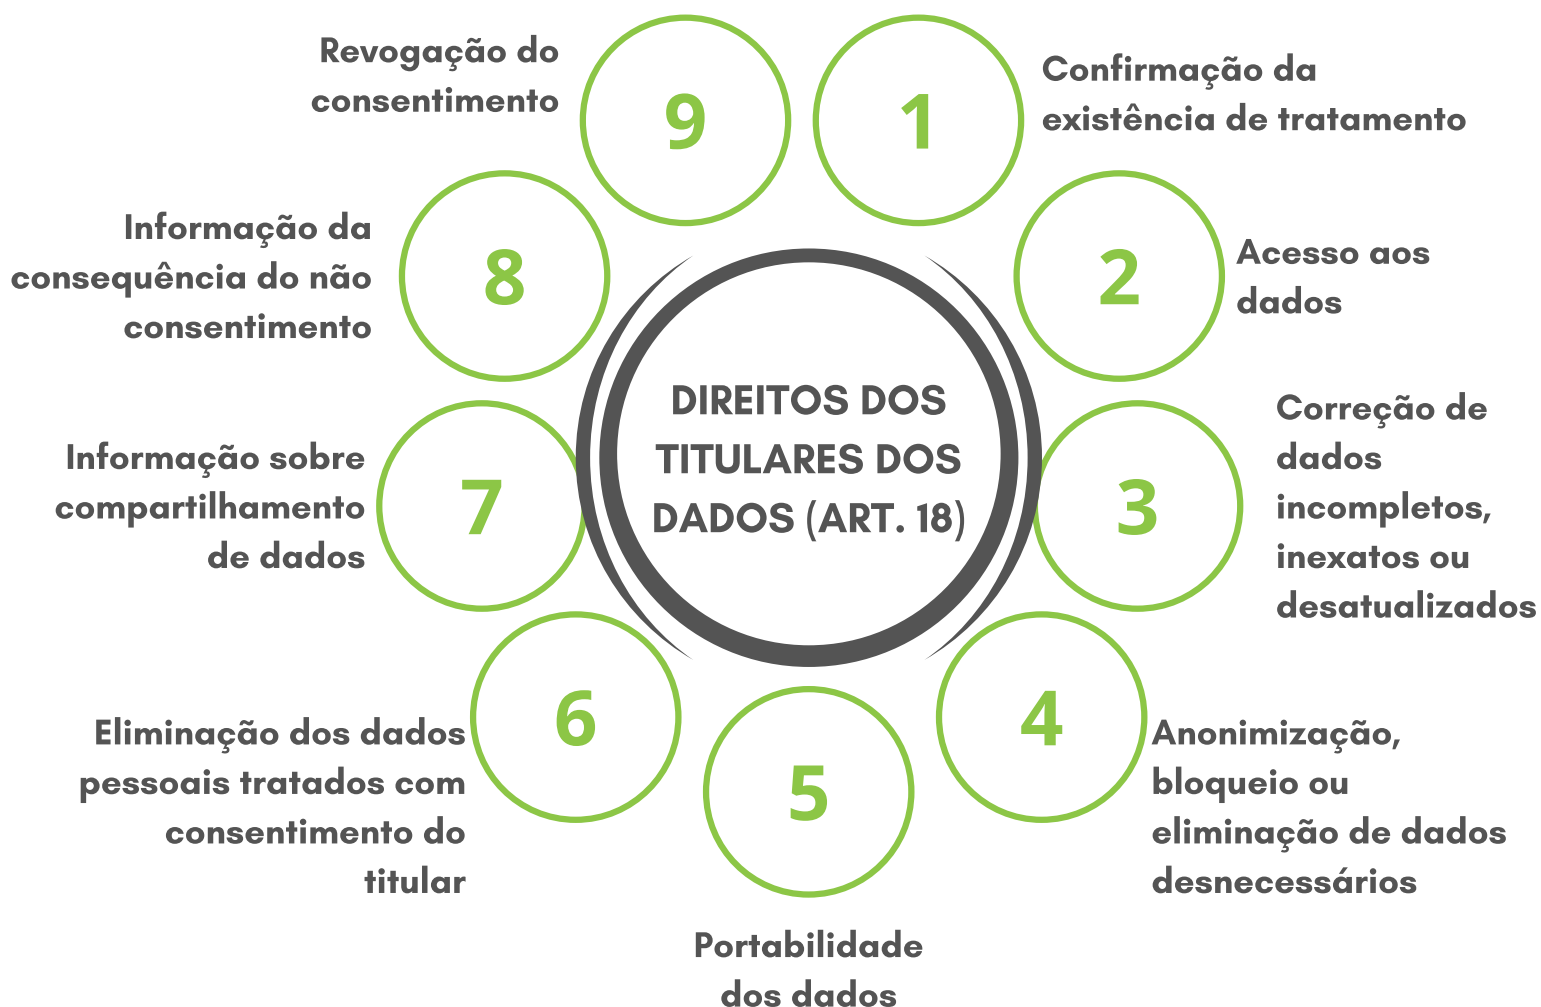 DIREITOS DOS
TITULARES DOS
DADOS (ART. 18)
1
Confirmação da
existência de tratamento
2
Acesso aos
dados
3
Correção de
dados
incompletos,
inexatos ou
desatualizados
4
Anonimização,
bloqueio ou
eliminação de dados
desnecessários
5
Portabilidade
dos dados
6
Eliminação dos dados
pessoais tratados com
consentimento do
titular
7
Informação sobre
compartilhamento
de dados
8
Informação da
consequência do não
consentimento
9
Revogação do
consentimento